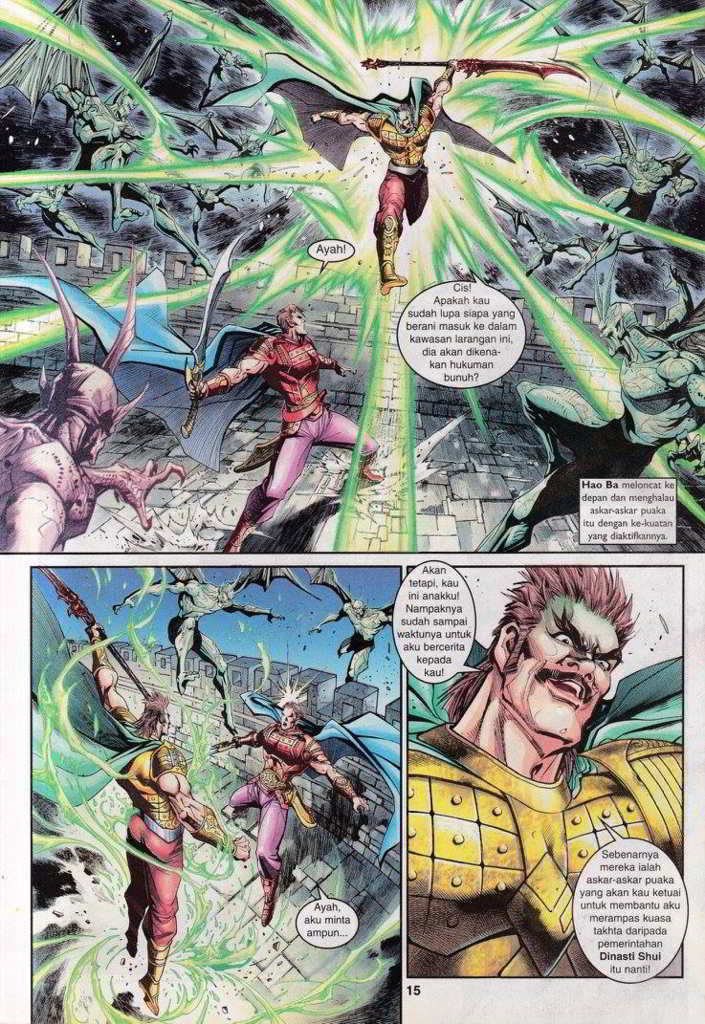 Ayah!
Cis!
Apakah kau
sudah lupa siapa yang
berani masuk ke dalam
kawasan larangan ini,
dia akan dikena-
kan hukuman
bunuh?
Hao Ba meloncat ke
depan dan menghalau
askar-askar puaka
itu dengan ke-kuatan
yang diaktifkannya.
Akan
tetapi, kau
ini anakku!
Nampaknya
sudah sampai
waktunya untuk
aku bercerita
kepada
kau!
Ayah,
aku minta
ampun...
Sebenarnya
mereka ialah
askar-askar puaka
yang akan kau ketuai
untuk membantu aku
merampas kuasa
takhta daripada
pemerintahan
Dinasti Shui
itu nanti!
15